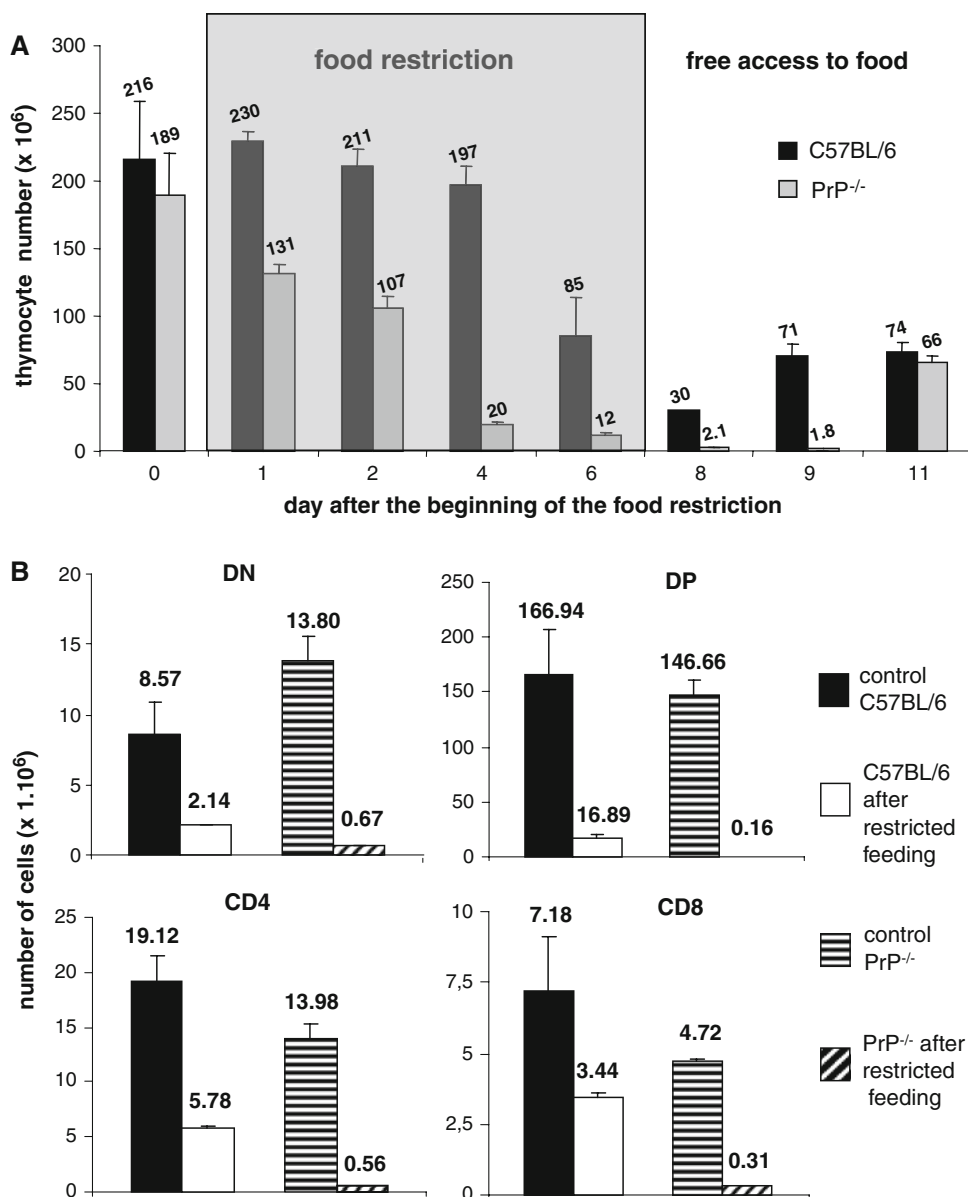 A
food restriction
free access to food
thymocyte number (x 10⁶)
300
250
200
150
100
50
0
216
189
230
131
211
107
197
20
85
12
30
2.1
71
1.8
74
66
C57BL/6
PrP⁻/⁻
0 1 2 4 6 8 9 11
day after the beginning of the food restriction
B
number of cells (x 1.10⁶)
DN
20
15
10
5
0
8.57
2.14
13.80
0.67
DP
250
200
150
100
50
0
166.94
16.89
146.66
0.16
control
C57BL/6
C57BL/6
after
restricted
feeding
CD4
25
20
15
10
5
0
19.12
5.78
13.98
0.56
CD8
10
7,5
5
2,5
0
7.18
3.44
4.72
0.31
control
PrP⁻/⁻
PrP⁻/⁻ after
restricted
feeding